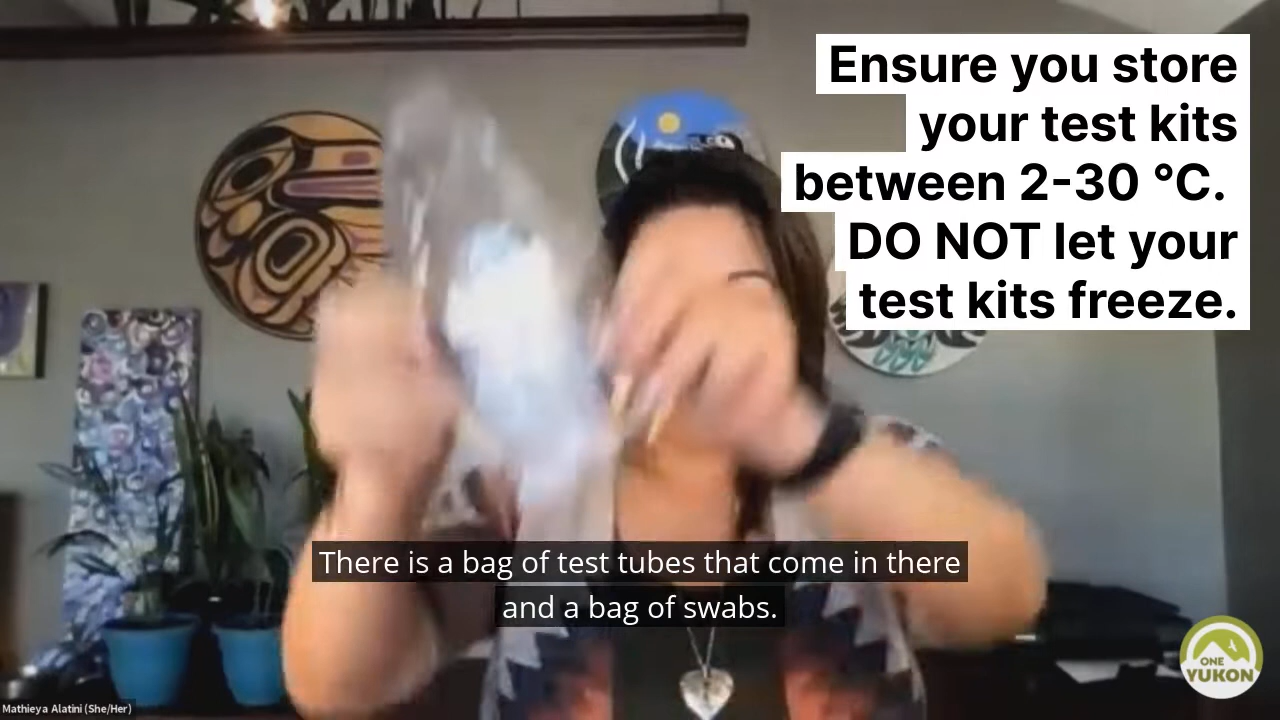 Ensure you store
your test kits
between 2-30 °C.
DO NOT let your
test kits freeze.
There is a bag of test tubes that come in there
and a bag of swabs.
Mathieya Alatini (She/Her)
ONE
YUKON